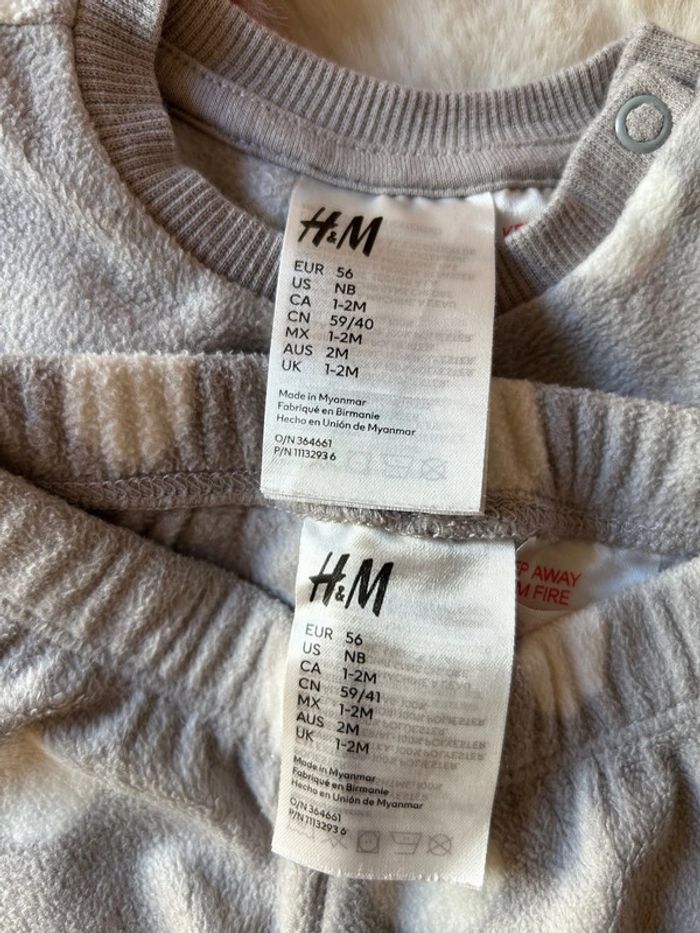 H&M
EUR 56
US NB
CA 1-2M
CN 59/40
MX 1-2M
AUS 2M
UK 1-2M
Made in Myanmar
Fabriqué en Birmanie
Hecho en Unión de Myanmar
O/N 364661
P/N 1113293 6
H&M
EUR 56
US NB
CA 1-2M
CN 59/41
MX 1-2M
AUS 2M
UK 1-2M
Made in Myanmar
Fabriqué en Birmanie
Hecho en Unión de Myanmar
O/N 364661
P/N 1113293 6
AWAY
FIRE